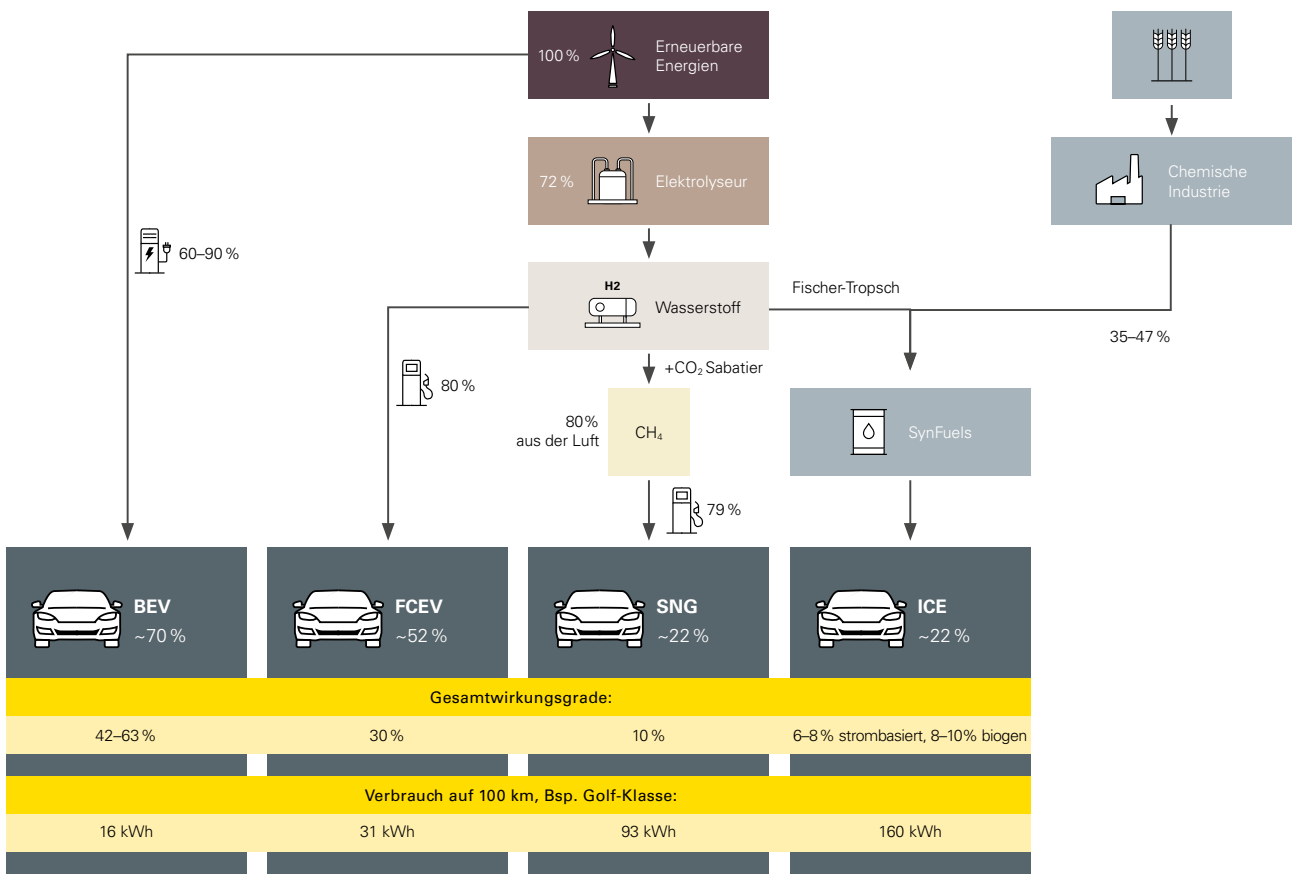 100 %
Erneuerbare
Energien
72 %
Elektrolyseur
Chemische
Industrie
60–90 %
H2
Wasserstoff
Fischer-Tropsch
35–47 %
80 %
+CO₂ Sabatier
80%
aus der Luft
CH₄
SynFuels
79 %
BEV
~70 %
FCEV
~52 %
SNG
~22 %
ICE
~22 %
Gesamtwirkungsgrade:
42–63 %
30 %
10 %
6–8 % strombasiert, 8–10% biogen
Verbrauch auf 100 km, Bsp. Golf-Klasse:
16 kWh
31 kWh
93 kWh
160 kWh